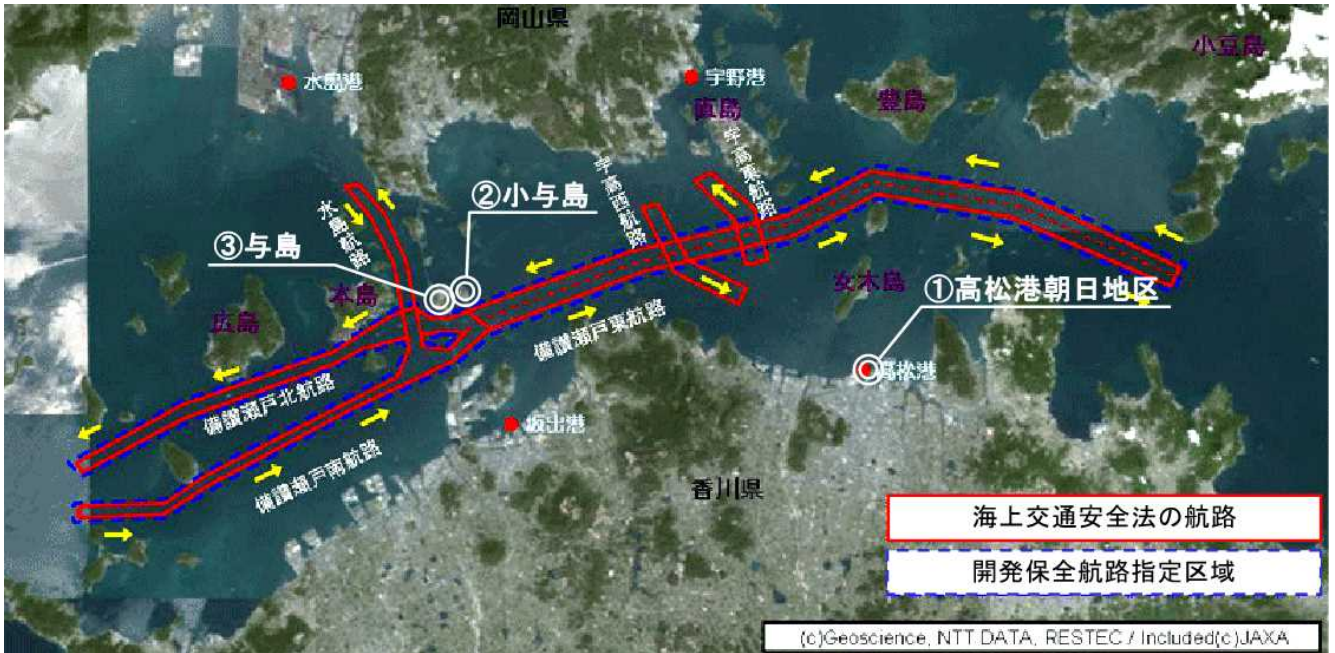 岡山県
小豆島
水島港
宇野港
直島
豊島
宇高東航路
宇高西航路
②小与島
水島航路
③与島
本島
女木島
①高松港朝日地区
広島
備讃瀬戸東航路
高松港
備讃瀬戸北航路
坂出港
備讃瀬戸南航路
香川県
海上交通安全法の航路
開発保全航路指定区域
(c)Geoscience, NTT DATA, RESTEC / Included(c)JAXA